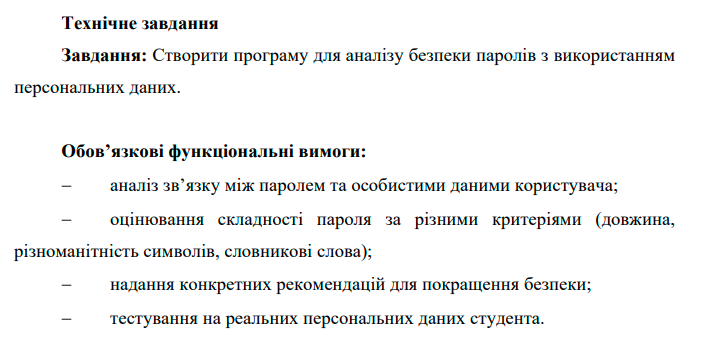 Технічне завдання
Завдання: Створити програму для аналізу безпеки паролів з використанням
персональних даних.
Обов’язкові функціональні вимоги:
– аналіз зв’язку між паролем та особистими даними користувача;
– оцінювання складності пароля за різними критеріями (довжина,
різноманітність символів, словникові слова);
– надання конкретних рекомендацій для покращення безпеки;
– тестування на реальних персональних даних студента.